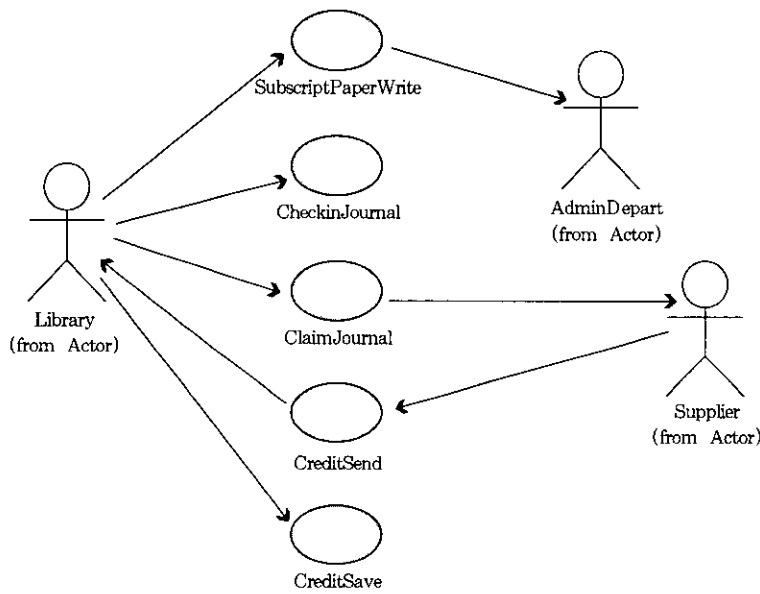 SubscriptPaperWrite
CheckinJournal
AdminDepart
(from Actor)
Library
(from Actor)
ClaimJournal
Supplier
(from Actor)
CreditSend
CreditSave